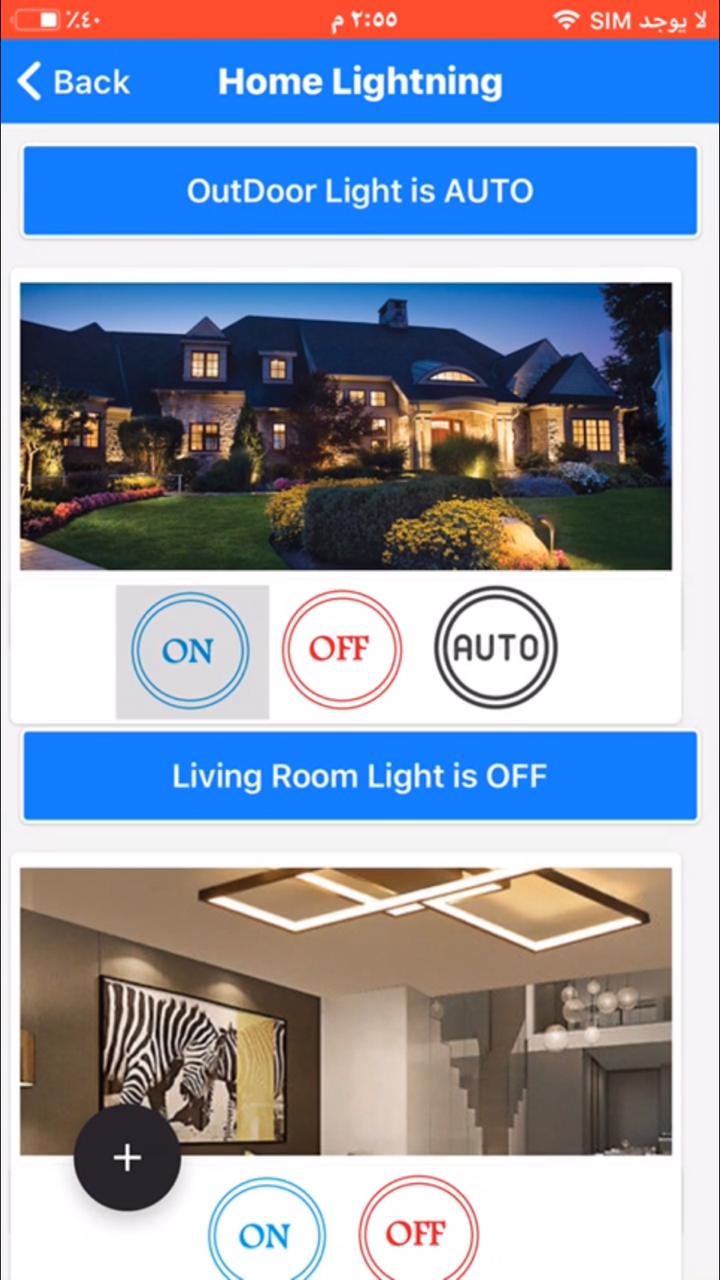 ٪٤٠ ٢:٥٥ م لا يوجد SIM
Back Home Lightning
OutDoor Light is AUTO
ON OFF AUTO
Living Room Light is OFF
+
ON OFF